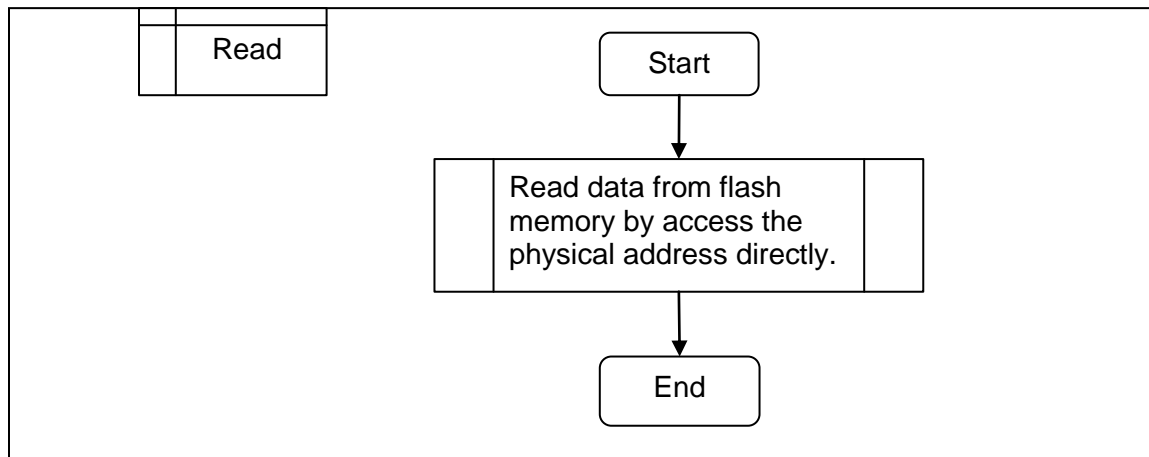 Read
Start
Read data from flash
memory by access the
physical address directly.
End